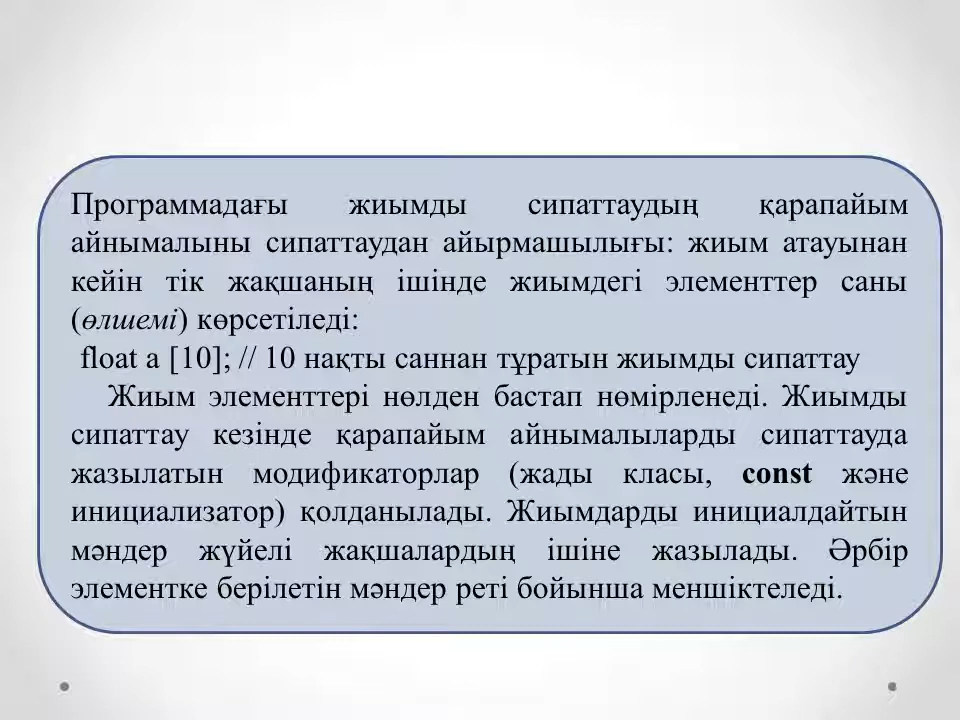 Программадағы жиымды сипаттаудың қарапайым
айнымалыны сипаттаудан айырмашылығы: жиым атауынан
кейін тік жақшаның ішінде жиымдегі элементтер саны
(өлшемі) көрсетіледі:
float a [10]; // 10 нақты саннан тұратын жиымды сипаттау
Жиым элементтері нөлден бастап нөмірленеді. Жиымды
сипаттау кезінде қарапайым айнымалыларды сипаттауда
жазылатын модификаторлар (жады класы, const және
инициализатор) қолданылады. Жиымдарды инициалдайтын
мәндер жүйелі жақшалардың ішіне жазылады. Әрбір
элементке берілетін мәндер реті бойынша меншіктеледі.